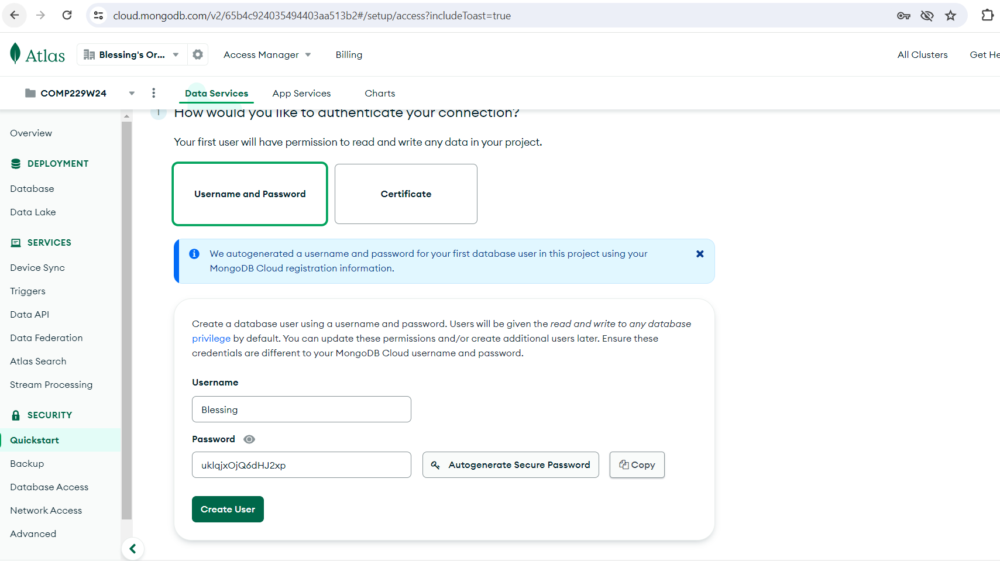 cloud.mongodb.com/v2/65b4c924035494403aa513b2#/setup/access?includeToast=true
Atlas
Blessing's Or...
Access Manager
Billing
All Clusters
Get He
COMP229W24
Data Services
App Services
Charts
1
How would you like to authenticate your connection?
Your first user will have permission to read and write any data in your project.
Overview
DEPLOYMENT
Database
Data Lake
SERVICES
Device Sync
Triggers
Data API
Data Federation
Atlas Search
Stream Processing
SECURITY
Quickstart
Backup
Database Access
Network Access
Advanced
Username and Password
Certificate
We autogenerated a username and password for your first database user in this project using your
MongoDB Cloud registration information.
Create a database user using a username and password. Users will be given the read and write to any database
privilege by default. You can update these permissions and/or create additional users later. Ensure these
credentials are different to your MongoDB Cloud username and password.
Username
Blessing
Password
uklqjxOjQ6dHJ2xp
Autogenerate Secure Password
Copy
Create User